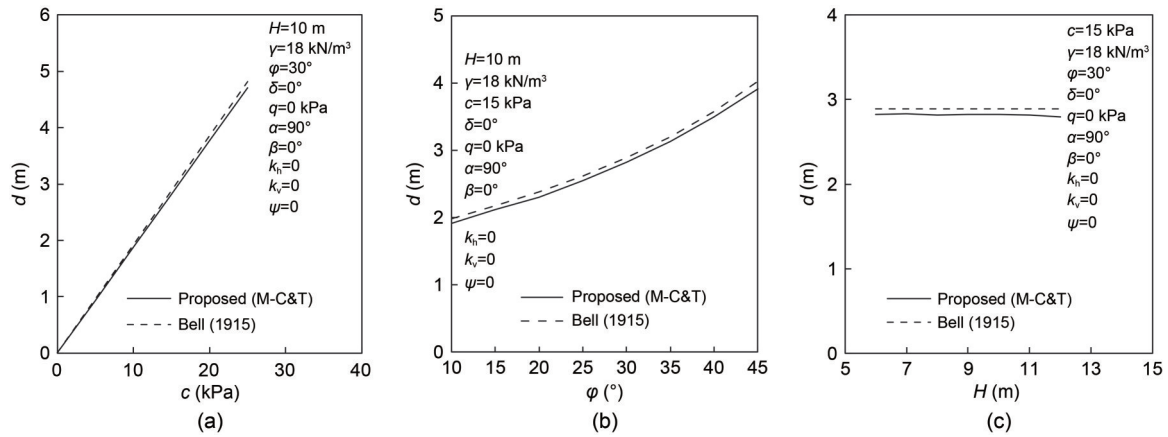 6
5
4
3
2
1
0
d (m)
H=10 m
γ=18 kN/m³
φ=30°
δ=0°
q=0 kPa
α=90°
β=0°
kₕ=0
kᵥ=0
ψ=0
Proposed (M-C&T)
Bell (1915)
0 10 20 30 40
c (kPa)
(a)
5
4
3
2
1
0
d (m)
H=10 m
γ=18 kN/m³
c=15 kPa
δ=0°
q=0 kPa
α=90°
β=0°
kₕ=0
kᵥ=0
ψ=0
Proposed (M-C&T)
Bell (1915)
10 15 20 25 30 35 40 45
φ (°)
(b)
4
3
2
1
0
d (m)
c=15 kPa
γ=18 kN/m³
φ=30°
δ=0°
q=0 kPa
α=90°
β=0°
kₕ=0
kᵥ=0
ψ=0
Proposed (M-C&T)
Bell (1915)
5 7 9 11 13 15
H (m)
(c)